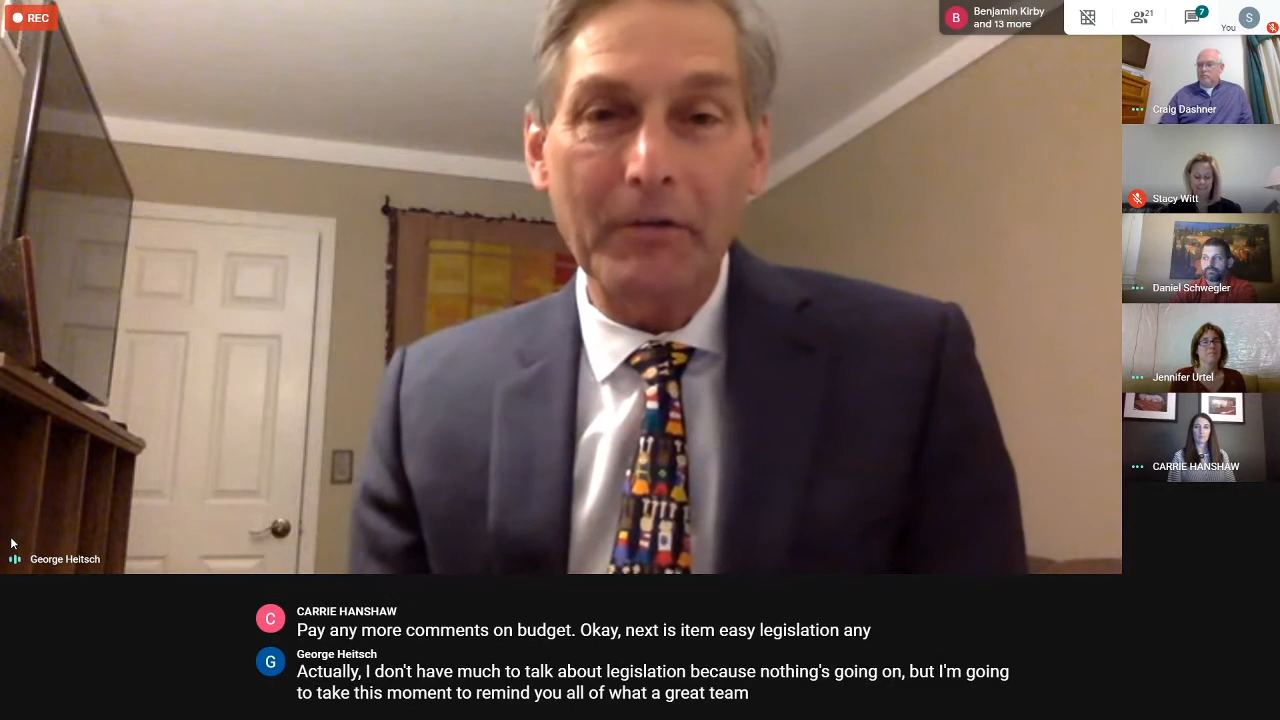 REC
Benjamin Kirby
and 13 more
21
7
You
S
B
Craig Dashner
Stacy Witt
Daniel Schwegler
Jennifer Urtel
CARRIE HANSHAW
George Heitsch
C
CARRIE HANSHAW
Pay any more comments on budget. Okay, next is item easy legislation any
G
George Heitsch
Actually, I don't have much to talk about legislation because nothing's going on, but I'm going
to take this moment to remind you all of what a great team